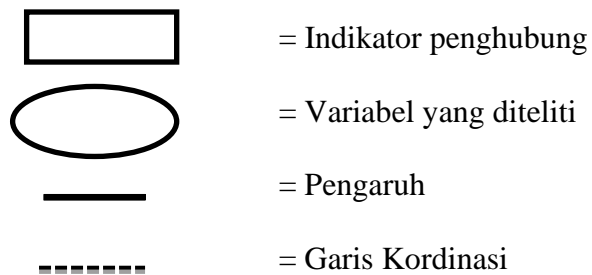 = Indikator penghubung
= Variabel yang diteliti
= Pengaruh
= Garis Kordinasi